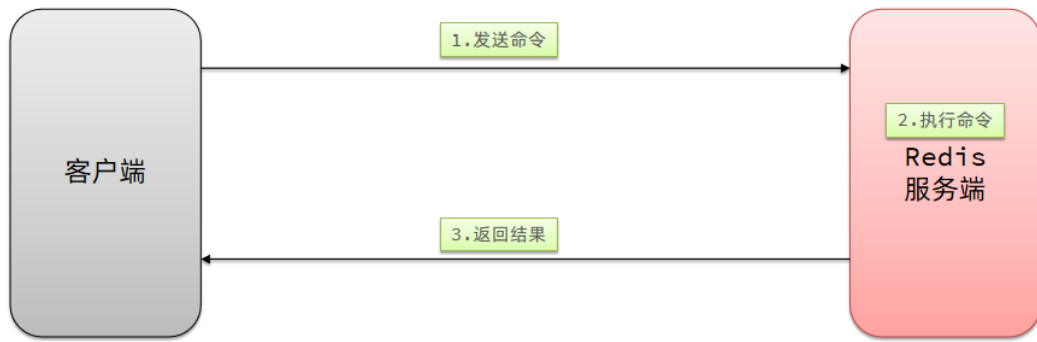 1.发送命令
2.执行命令
客户端
Redis
服务端
3.返回结果